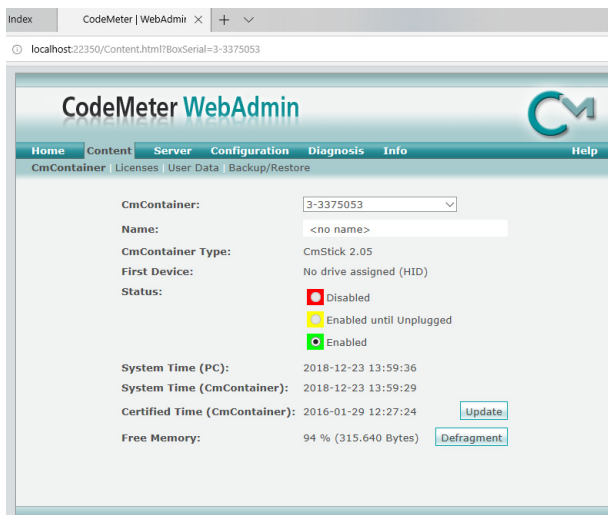 Index
CodeMeter | WebAdmir
localhost:22350/Content.html?BoxSerial=3-3375053
CodeMeter WebAdmin
CM
Home Content Server Configuration Diagnosis Info Help
CmContainer | Licenses | User Data | Backup/Restore
CmContainer: 3-3375053
Name: <no name>
CmContainer Type: CmStick 2.05
First Device: No drive assigned (HID)
Status:
Disabled
Enabled until Unplugged
Enabled
System Time (PC): 2018-12-23 13:59:36
System Time (CmContainer): 2018-12-23 13:59:29
Certified Time (CmContainer): 2016-01-29 12:27:24 Update
Free Memory: 94 % (315.640 Bytes) Defragment